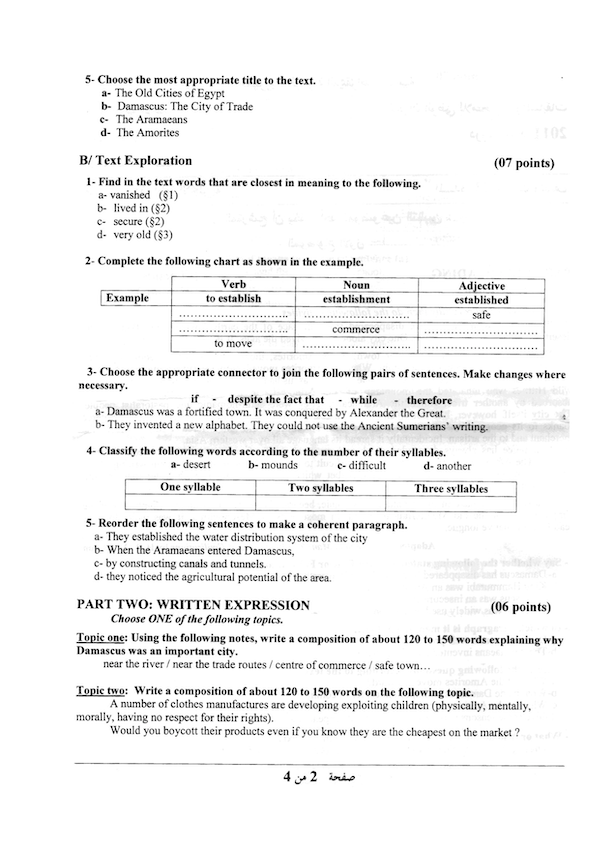 5- Choose the most appropriate title to the text.
a- The Old Cities of Egypt
b- Damascus: The City of Trade
c- The Aramaeans
d- The Amorites
B/ Text Exploration (07 points)
1- Find in the text words that are closest in meaning to the following.
a- vanished (§1)
b- lived in (§2)
c- secure (§2)
d- very old (§3)
2- Complete the following chart as shown in the example.
Verb Noun Adjective
Example to establish establishment established
............................ ............................ safe
............................ commerce ............................
to move ............................ ............................
3- Choose the appropriate connector to join the following pairs of sentences. Make changes where
necessary.
if - despite the fact that - while - therefore
a- Damascus was a fortified town. It was conquered by Alexander the Great.
b- They invented a new alphabet. They could not use the Ancient Sumerians' writing.
4- Classify the following words according to the number of their syllables.
a- desert b- mounds c- difficult d- another
One syllable Two syllables Three syllables
5- Reorder the following sentences to make a coherent paragraph.
a- They established the water distribution system of the city
b- When the Aramaeans entered Damascus,
c- by constructing canals and tunnels.
d- they noticed the agricultural potential of the area.
PART TWO: WRITTEN EXPRESSION (06 points)
Choose ONE of the following topics.
Topic one: Using the following notes, write a composition of about 120 to 150 words explaining why
Damascus was an important city.
near the river / near the trade routes / centre of commerce / safe town…
Topic two: Write a composition of about 120 to 150 words on the following topic.
A number of clothes manufactures are developing exploiting children (physically, mentally,
morally, having no respect for their rights).
Would you boycott their products even if you know they are the cheapest on the market ?
صفحة 2 من 4